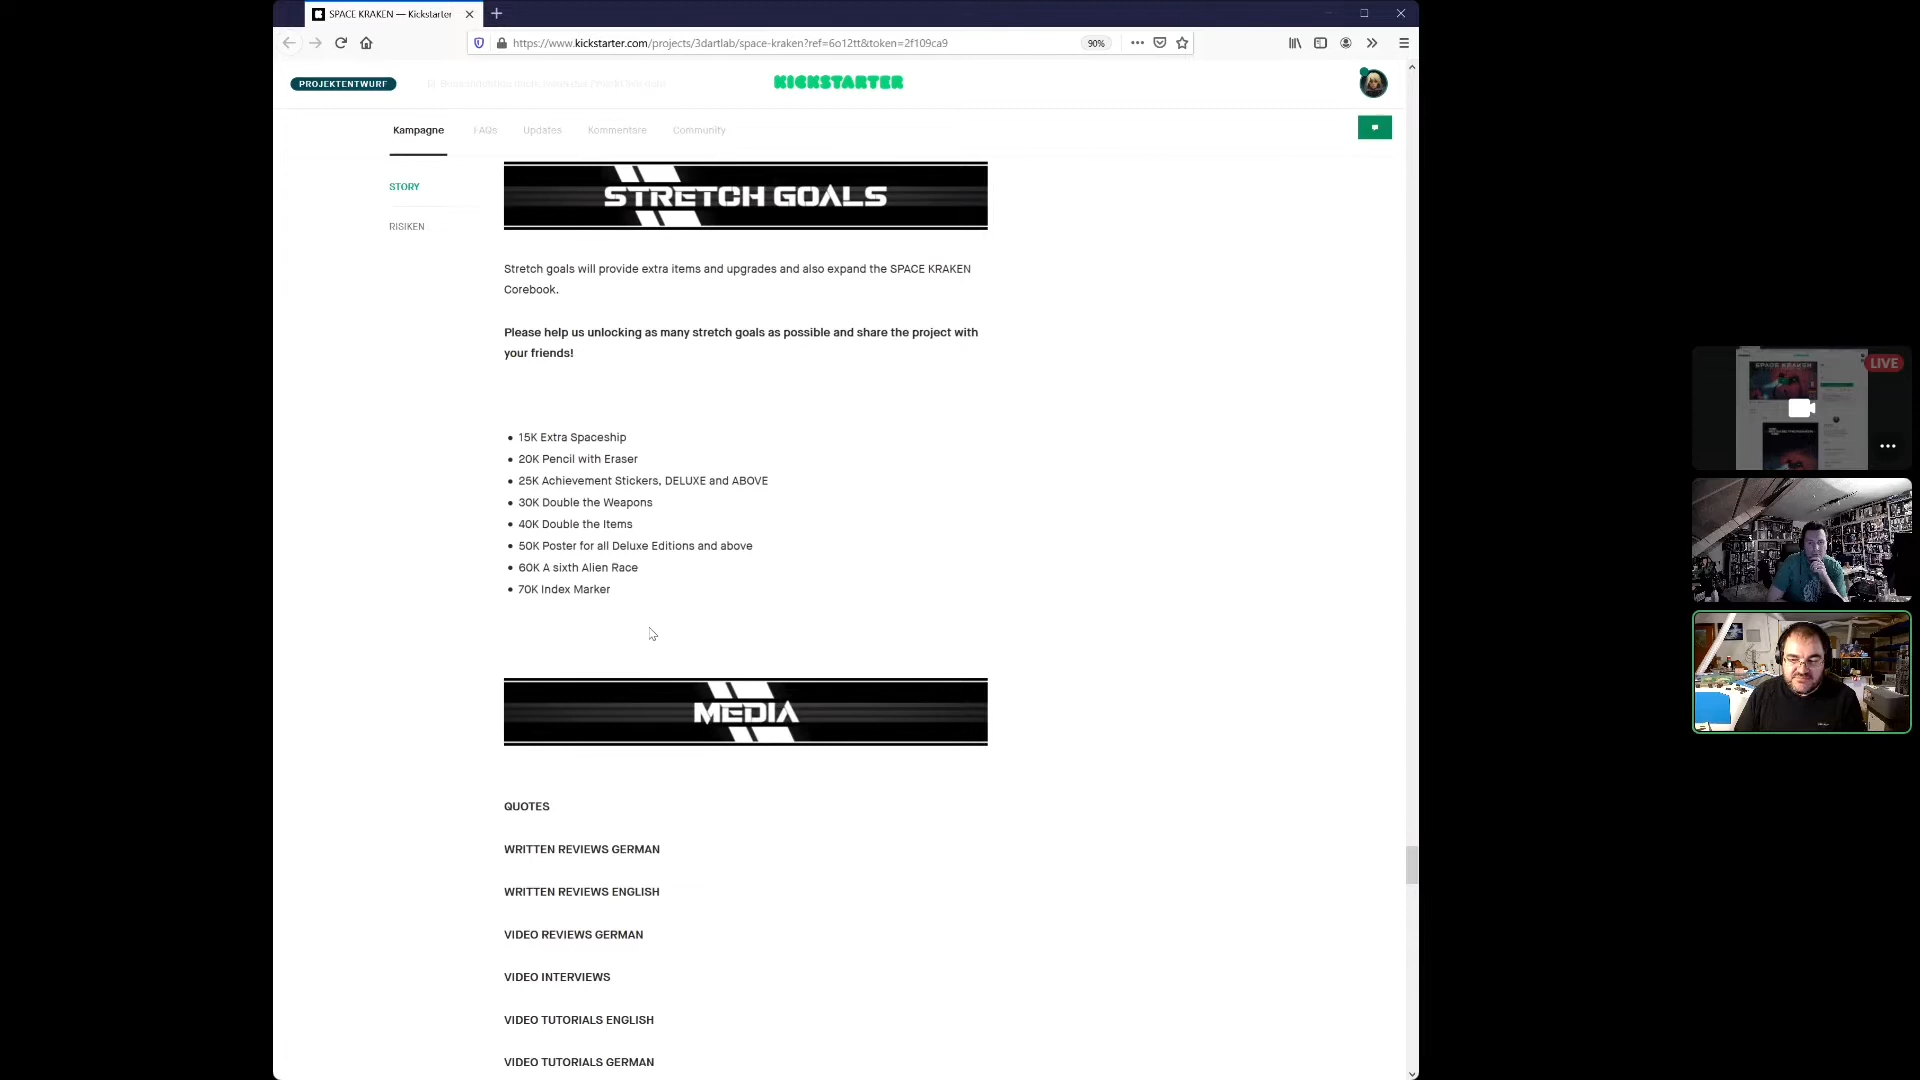 SPACE KRAKEN — Kickstarter
https://www.kickstarter.com/projects/3dartlab/space-kraken?ref=6o12tt&token=2f109ca9
90%
PROJEKTENTWURF
KICKSTARTER
Kampagne
FAQs
Updates
Kommentare
Community
STORY
RISIKEN
STRETCH GOALS
Stretch goals will provide extra items and upgrades and also expand the SPACE KRAKEN
Corebook.
Please help us unlocking as many stretch goals as possible and share the project with
your friends!
• 15K Extra Spaceship
• 20K Pencil with Eraser
• 25K Achievement Stickers, DELUXE and ABOVE
• 30K Double the Weapons
• 40K Double the Items
• 50K Poster for all Deluxe Editions and above
• 60K A sixth Alien Race
• 70K Index Marker
MEDIA
QUOTES
WRITTEN REVIEWS GERMAN
WRITTEN REVIEWS ENGLISH
VIDEO REVIEWS GERMAN
VIDEO INTERVIEWS
VIDEO TUTORIALS ENGLISH
VIDEO TUTORIALS GERMAN
SPACE KRAKEN
LIVE